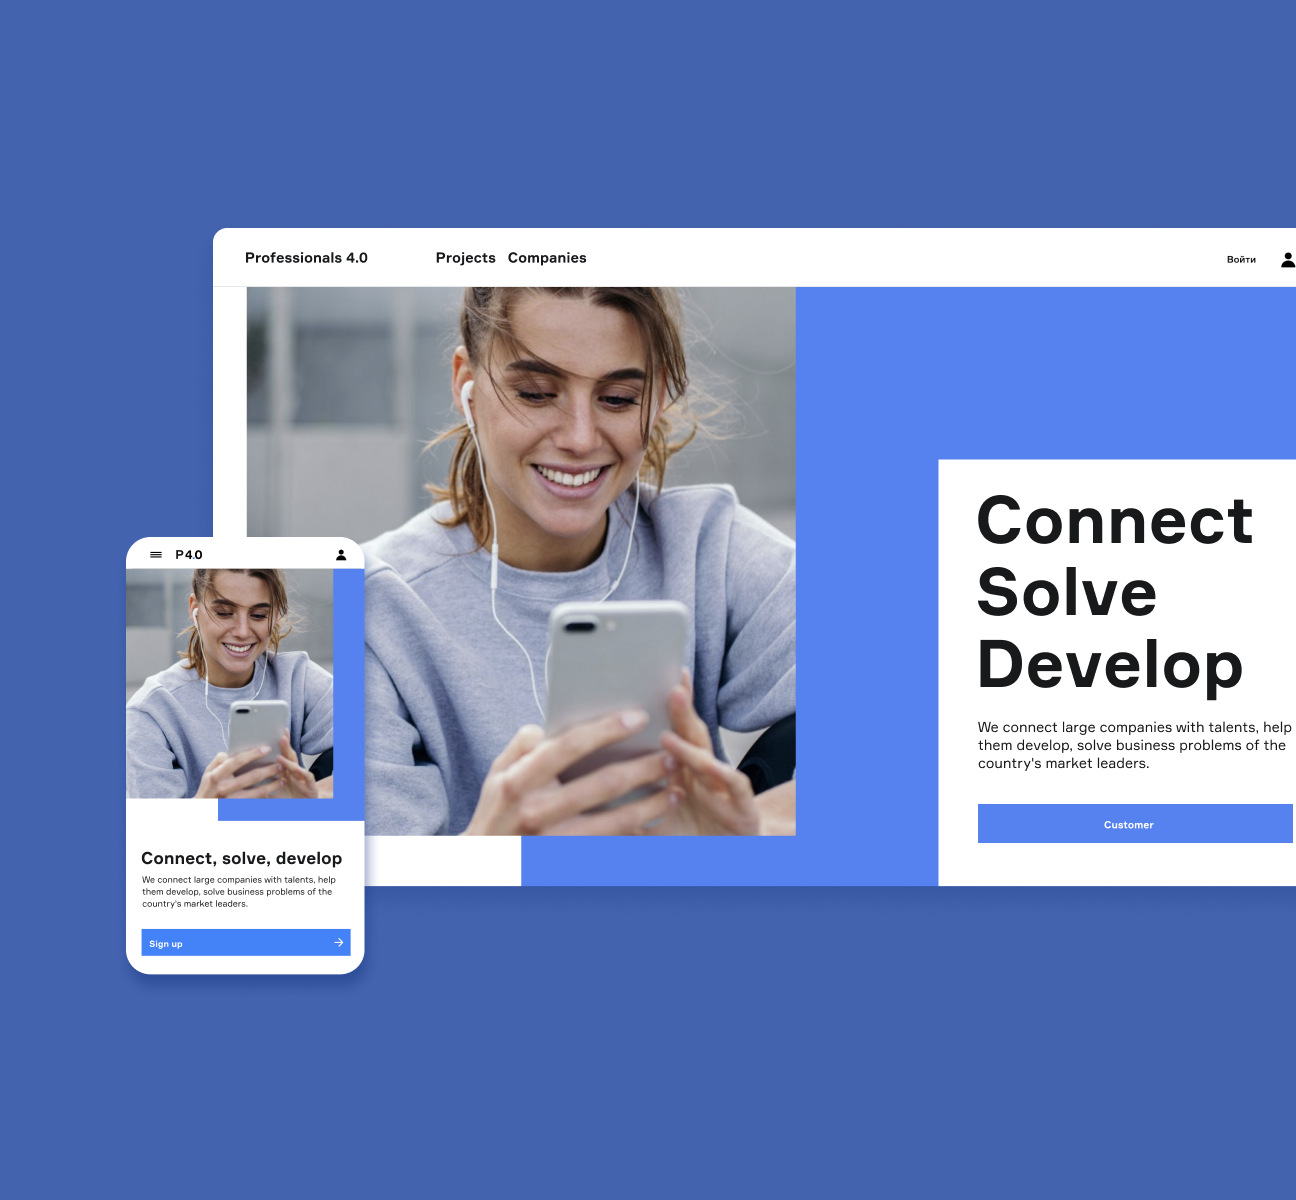 Professionals 4.0 Projects Companies Войти
Connect
Solve
Develop
We connect large companies with talents, help
them develop, solve business problems of the
country's market leaders.
Customer
P 4.0
Connect, solve, develop
We connect large companies with talents, help
them develop, solve business problems of the
country's market leaders.
Sign up